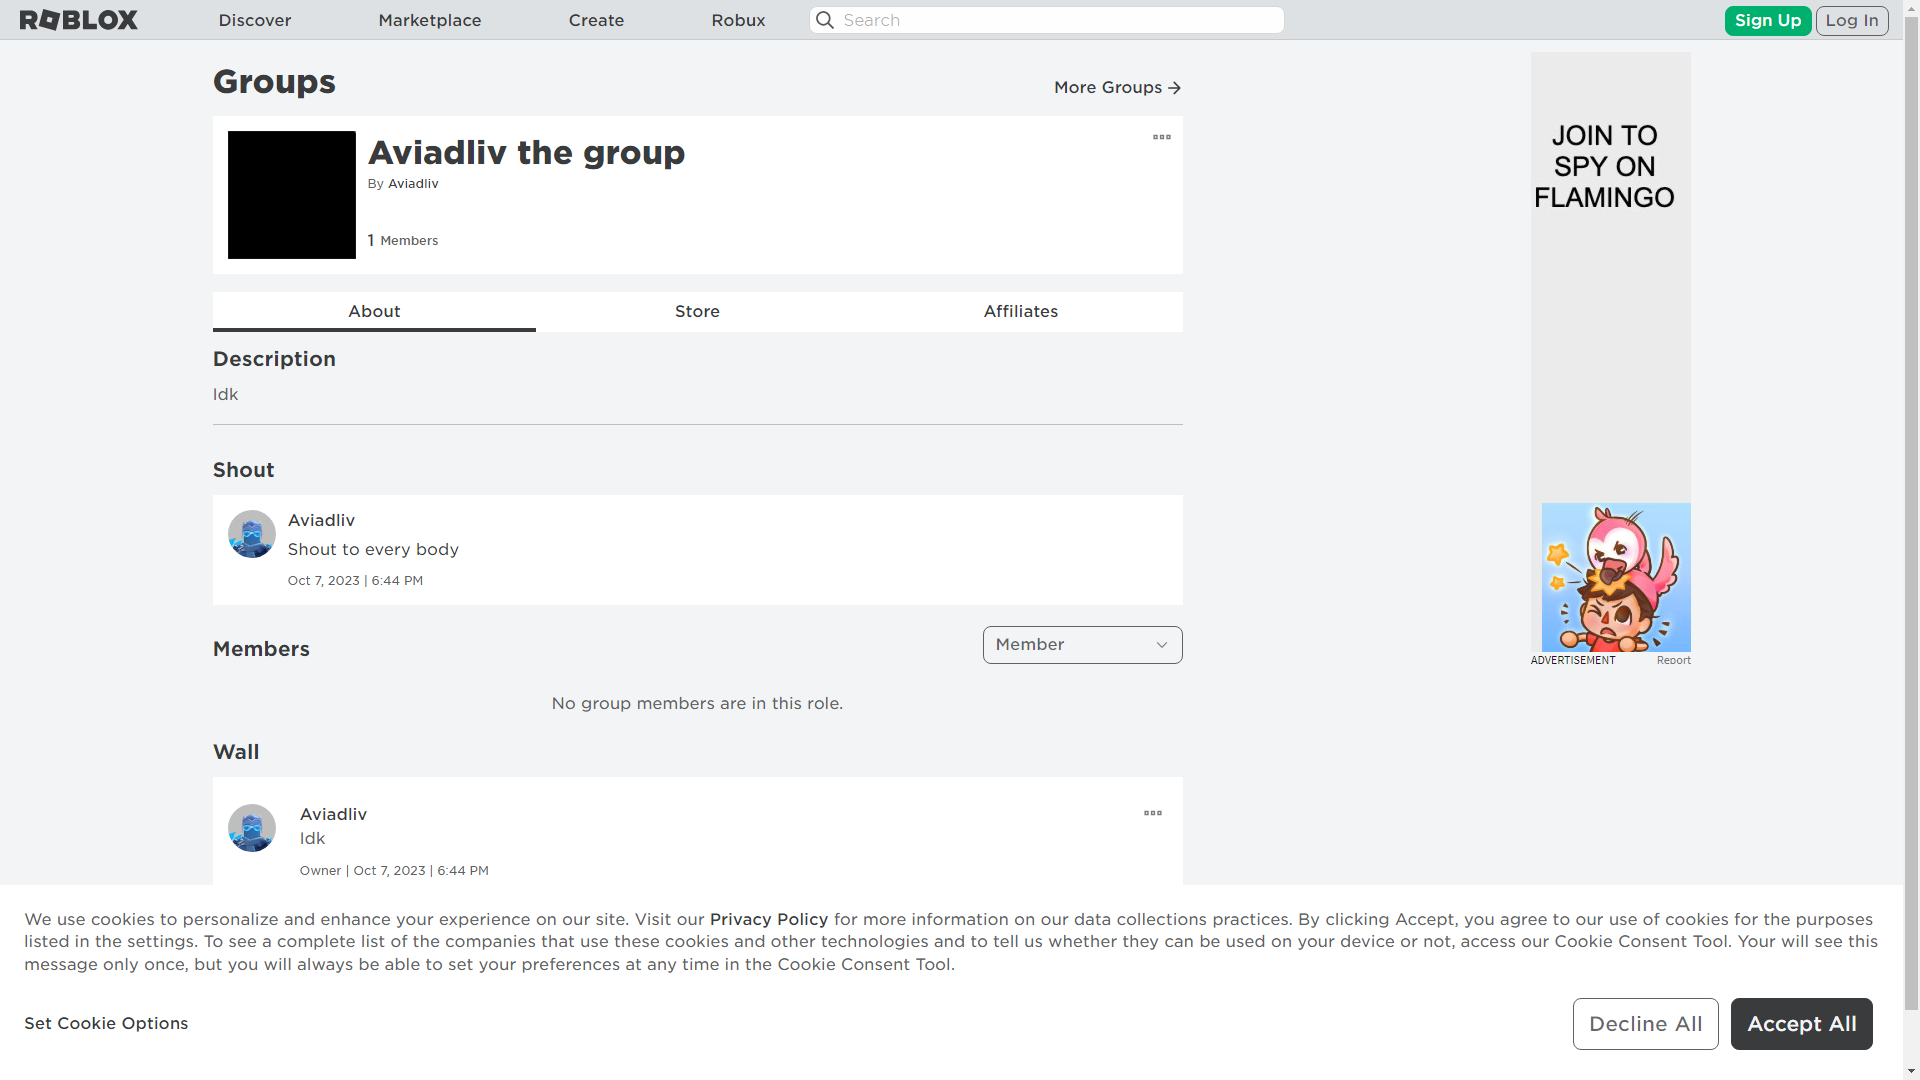 ROBLOX
Discover
Marketplace
Create
Robux
Search
Sign Up
Log In
Groups
More Groups
Aviadliv the group
By Aviadliv
1 Members
About
Store
Affiliates
Description
Idk
Shout
Aviadliv
Shout to every body
Oct 7, 2023 | 6:44 PM
Members
Member
No group members are in this role.
Wall
Aviadliv
Idk
Owner | Oct 7, 2023 | 6:44 PM
JOIN TO
SPY ON
FLAMINGO
ADVERTISEMENT
Report
We use cookies to personalize and enhance your experience on our site. Visit our Privacy Policy for more information on our data collections practices. By clicking Accept, you agree to our use of cookies for the purposes
listed in the settings. To see a complete list of the companies that use these cookies and other technologies and to tell us whether they can be used on your device or not, access our Cookie Consent Tool. Your will see this
message only once, but you will always be able to set your preferences at any time in the Cookie Consent Tool.
Set Cookie Options
Decline All
Accept All